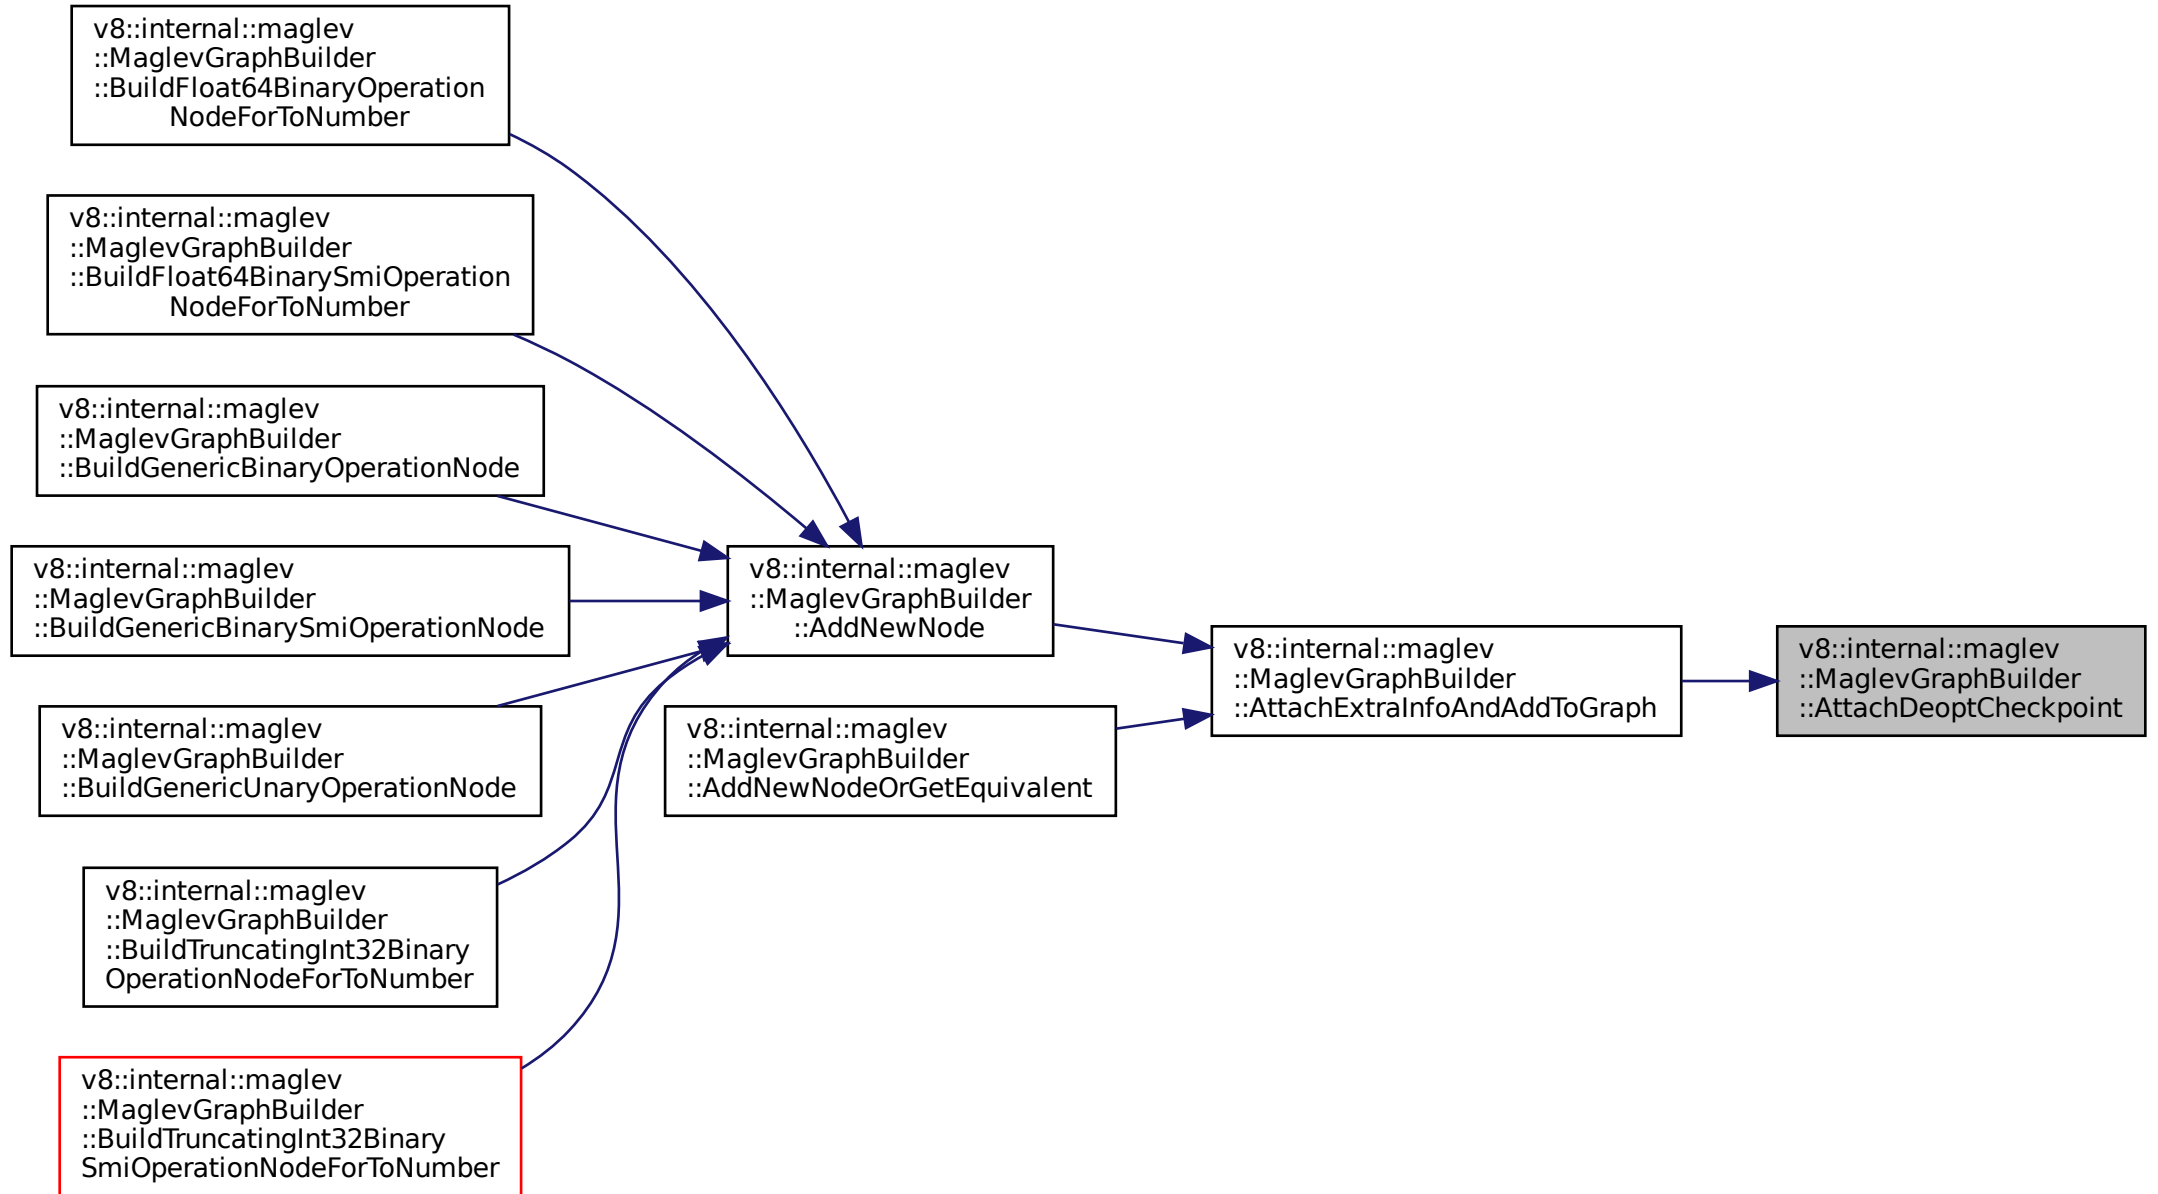 v8::internal::maglev
::MaglevGraphBuilder
::BuildFloat64BinaryOperation
NodeForToNumber
v8::internal::maglev
::MaglevGraphBuilder
::BuildFloat64BinarySmiOperation
NodeForToNumber
v8::internal::maglev
::MaglevGraphBuilder
::BuildGenericBinaryOperationNode
v8::internal::maglev
::MaglevGraphBuilder
::BuildGenericBinarySmiOperationNode
v8::internal::maglev
::MaglevGraphBuilder
::BuildGenericUnaryOperationNode
v8::internal::maglev
::MaglevGraphBuilder
::BuildTruncatingInt32Binary
OperationNodeForToNumber
v8::internal::maglev
::MaglevGraphBuilder
::BuildTruncatingInt32Binary
SmiOperationNodeForToNumber
v8::internal::maglev
::MaglevGraphBuilder
::AddNewNode
v8::internal::maglev
::MaglevGraphBuilder
::AddNewNodeOrGetEquivalent
v8::internal::maglev
::MaglevGraphBuilder
::AttachExtraInfoAndAddToGraph
v8::internal::maglev
::MaglevGraphBuilder
::AttachDeoptCheckpoint